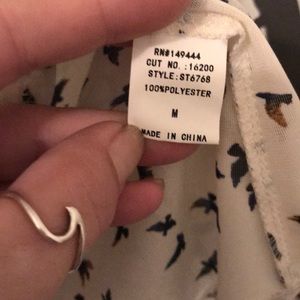 RN#149444
CUT NO. :16200
STYLE:ST6768
100%POLYESTER
M
MADE IN CHINA